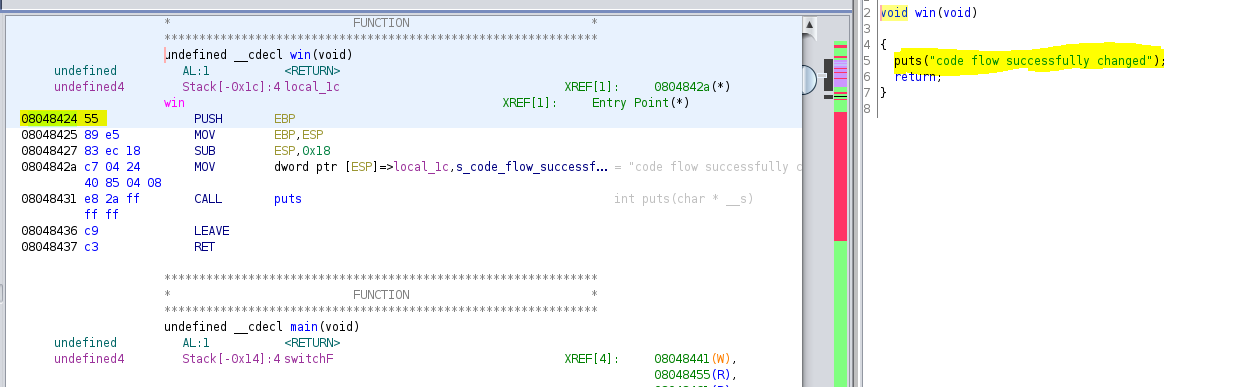 * FUNCTION *
*************************************************************
undefined __cdecl win(void)
undefined AL:1 <RETURN>
undefined4 Stack[-0x1c]:4 local_1c XREF[1]: 0804842a(*)
win XREF[1]: Entry Point(*)
08048424 55 PUSH EBP
08048425 89 e5 MOV EBP,ESP
08048427 83 ec 18 SUB ESP,0x18
0804842a c7 04 24 MOV dword ptr [ESP]=>local_1c,s_code_flow_successf... = "code flow successfully c
40 85 04 08
08048431 e8 2a ff CALL puts int puts(char * __s)
ff ff
08048436 c9 LEAVE
08048437 c3 RET
*************************************************************
* FUNCTION *
*************************************************************
undefined __cdecl main(void)
undefined AL:1 <RETURN>
undefined4 Stack[-0x14]:4 switchF XREF[4]: 08048441(W),
08048455(R),
2 void win(void)
3
4 {
5 puts("code flow successfully changed");
6 return;
7 }
8